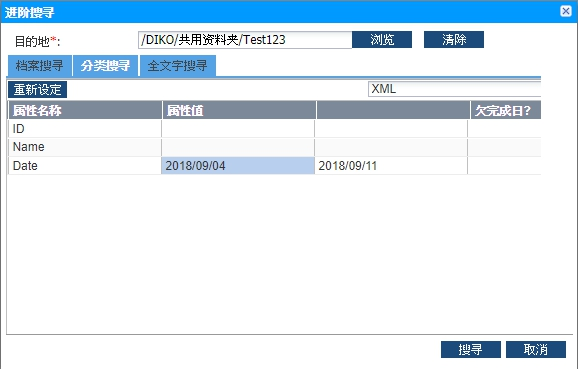 进阶搜寻
目的地*: /DIKO/共用资料夹/Test123 浏览 清除
档案搜寻 分类搜寻 全文字搜寻
重新设定 XML
属性名称 属性值 欠完成日?
ID
Name
Date 2018/09/04 2018/09/11
搜寻 取消